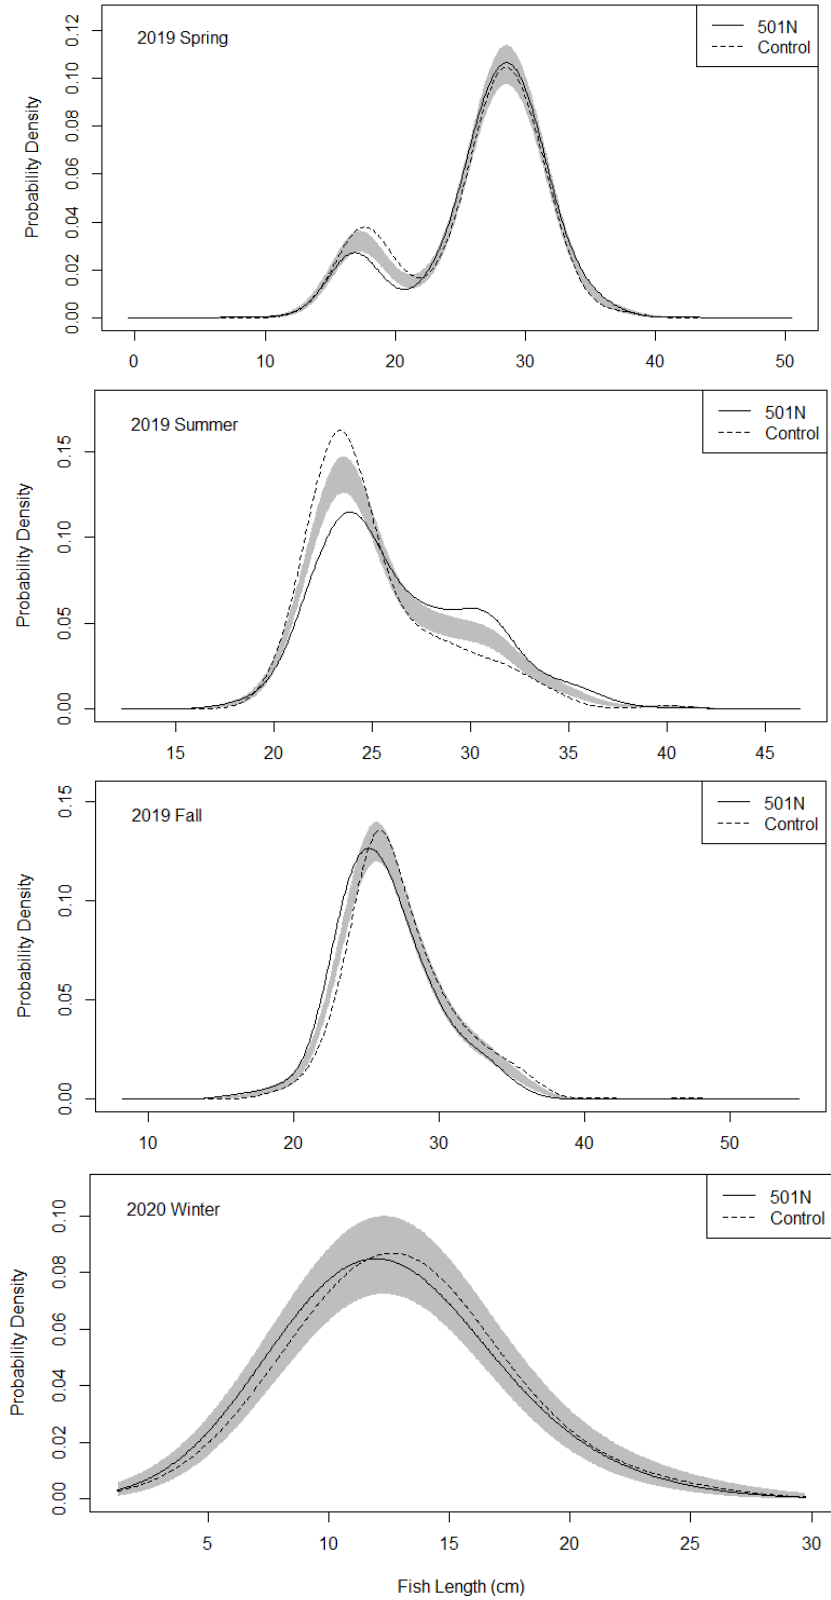 2019 Spring
501N
Control
Probability Density
0.00 0.02 0.04 0.06 0.08 0.10 0.12
0 10 20 30 40 50
2019 Summer
501N
Control
Probability Density
0.00 0.05 0.10 0.15
15 20 25 30 35 40 45
2019 Fall
501N
Control
Probability Density
0.00 0.05 0.10 0.15
10 20 30 40 50
2020 Winter
501N
Control
Probability Density
0.00 0.02 0.04 0.06 0.08 0.10
5 10 15 20 25 30
Fish Length (cm)